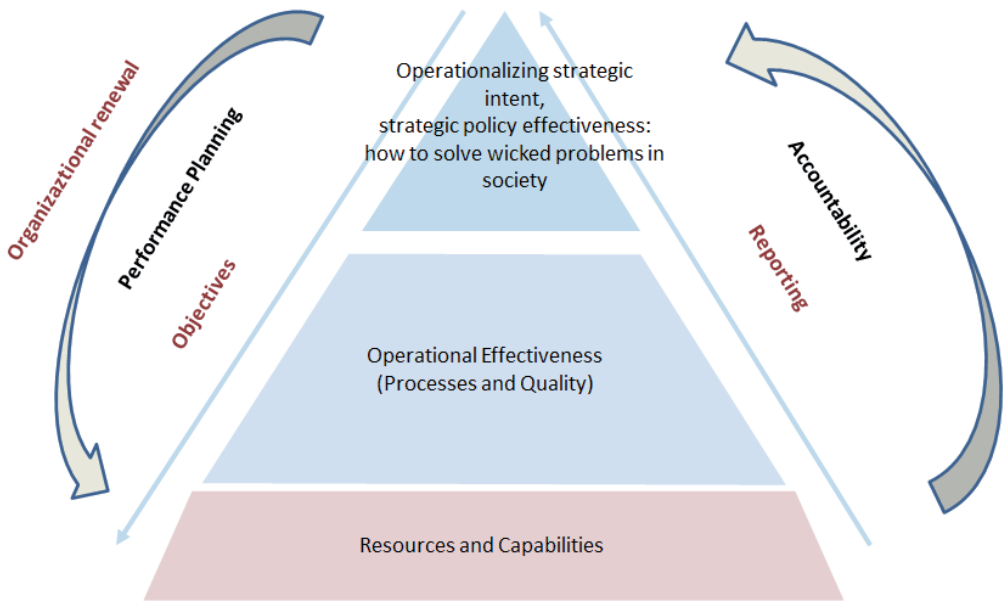 Operationalizing strategic
intent,
strategic policy effectiveness:
how to solve wicked problems in
society
Organizaztional renewal
Performance Planning
Objectives
Accountability
Reporting
Operational Effectiveness
(Processes and Quality)
Resources and Capabilities